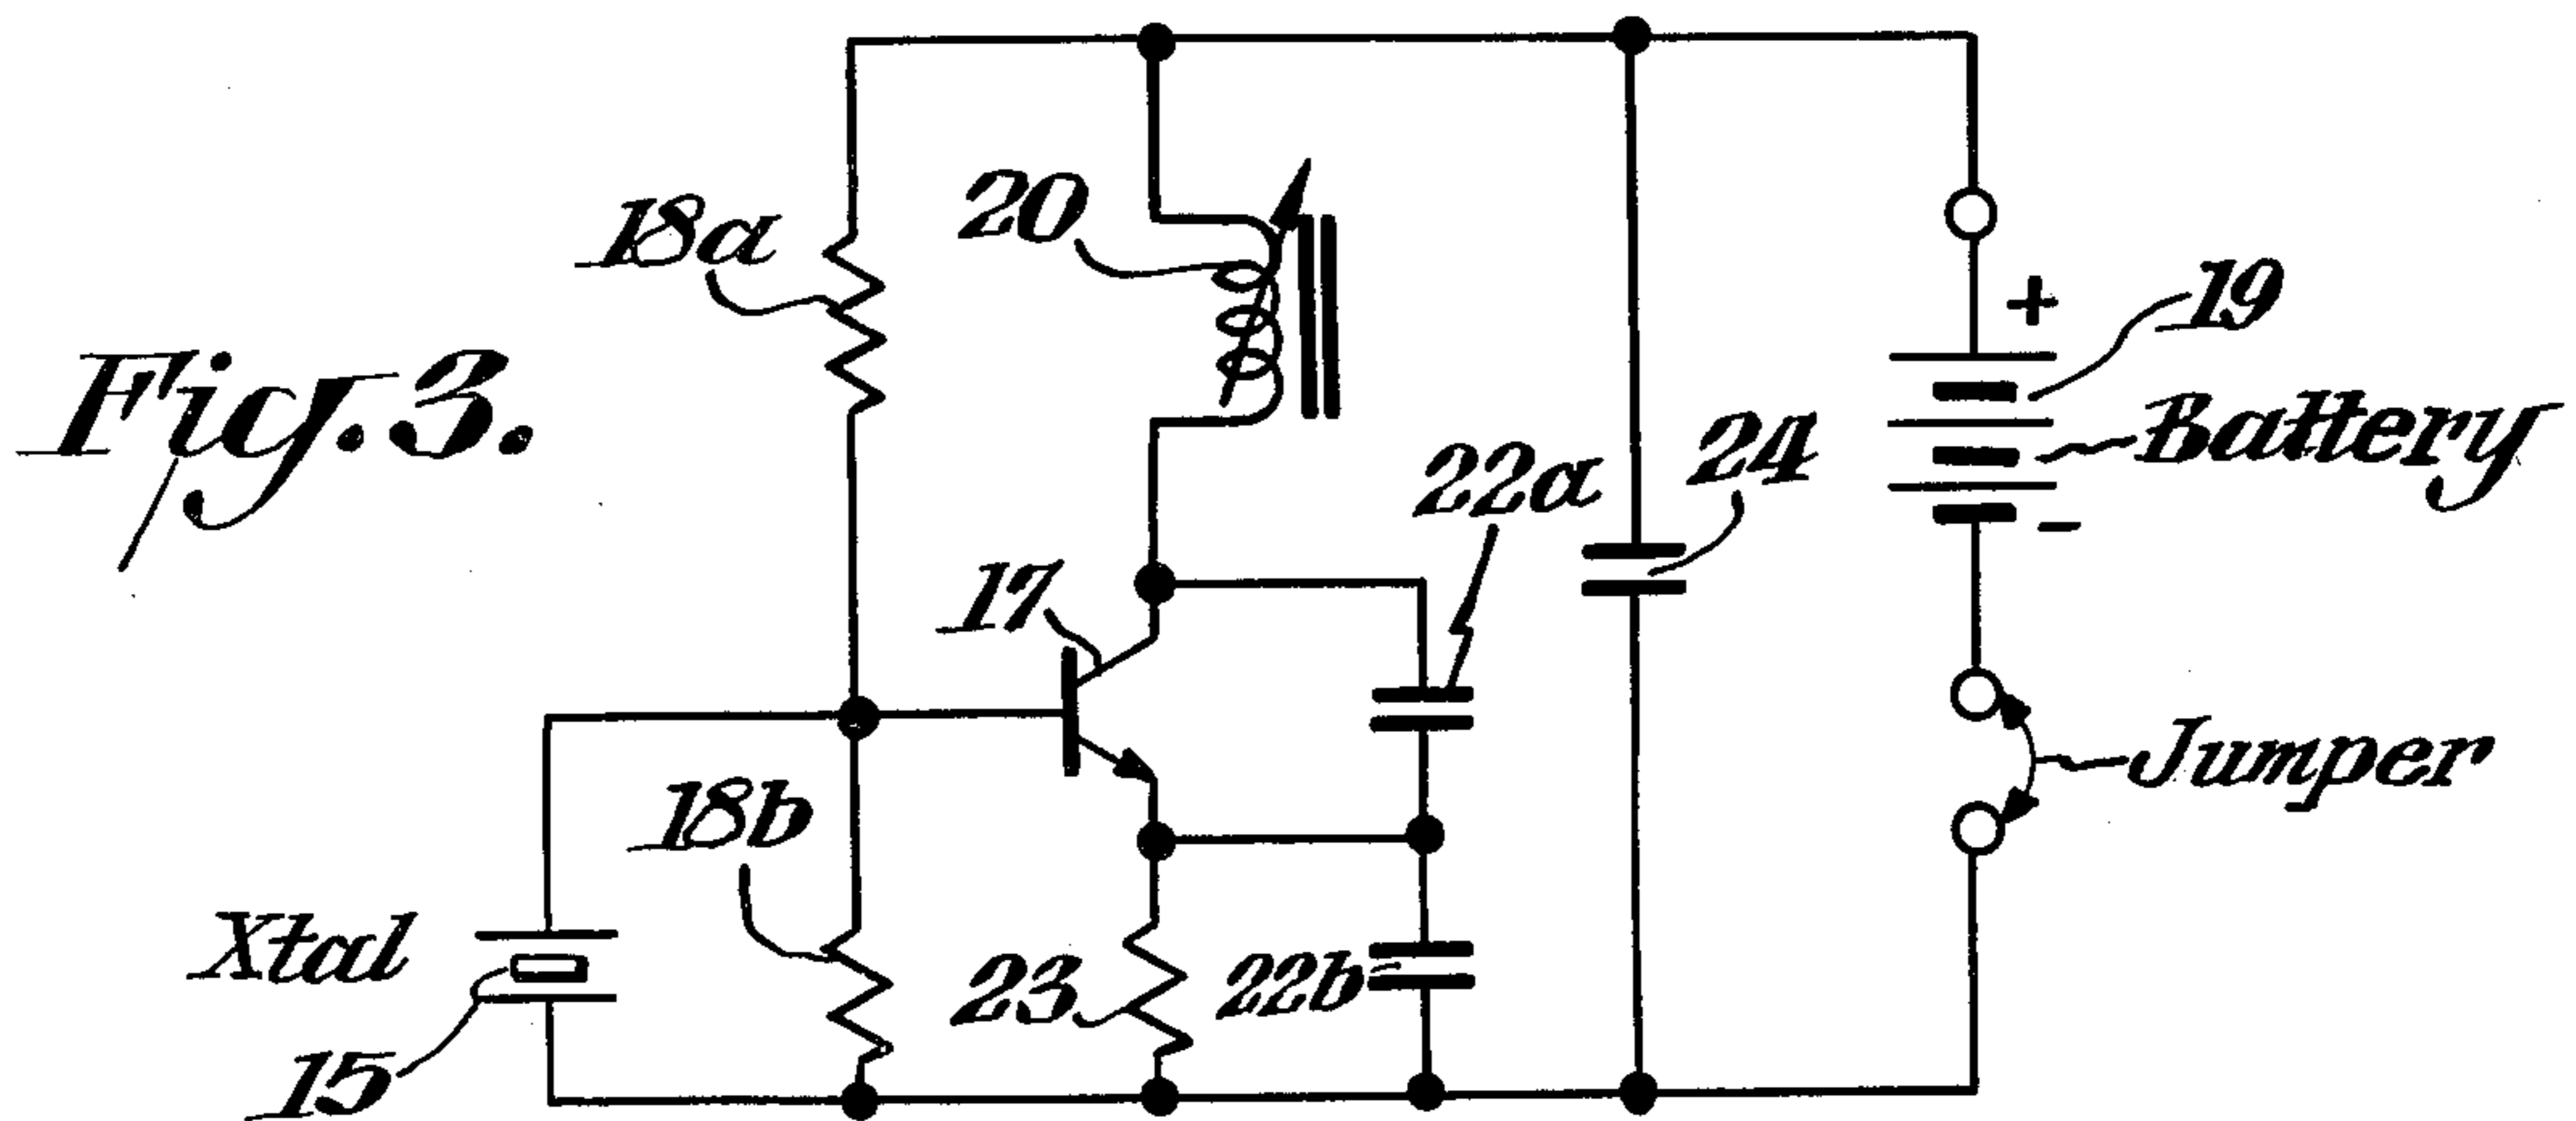 Fig. 3.
18a
20
+
19
Battery
-
22a
24
17
Jumper
18b
Xtal
23
22b
15